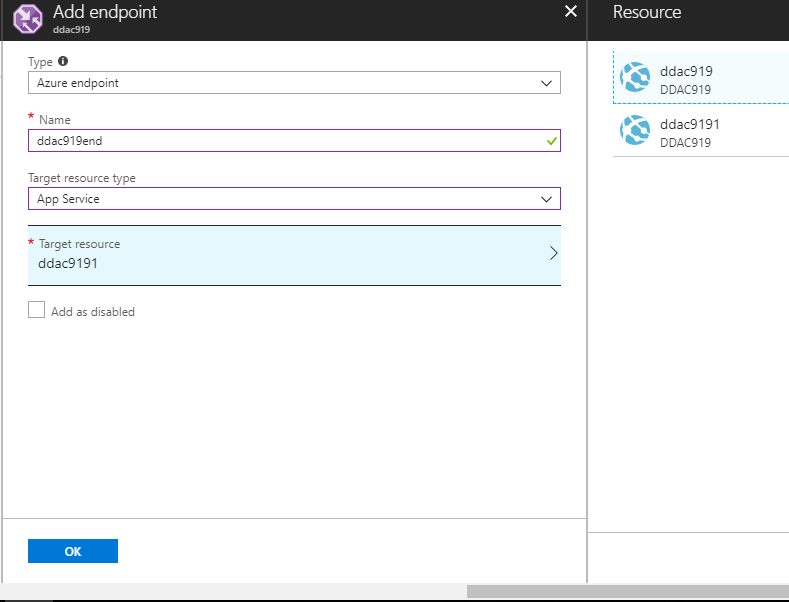 Add endpoint
ddac919
Type
Azure endpoint
* Name
ddac919end
Target resource type
App Service
* Target resource
ddac9191
Add as disabled
OK
Resource
ddac919
DDAC919
ddac9191
DDAC919